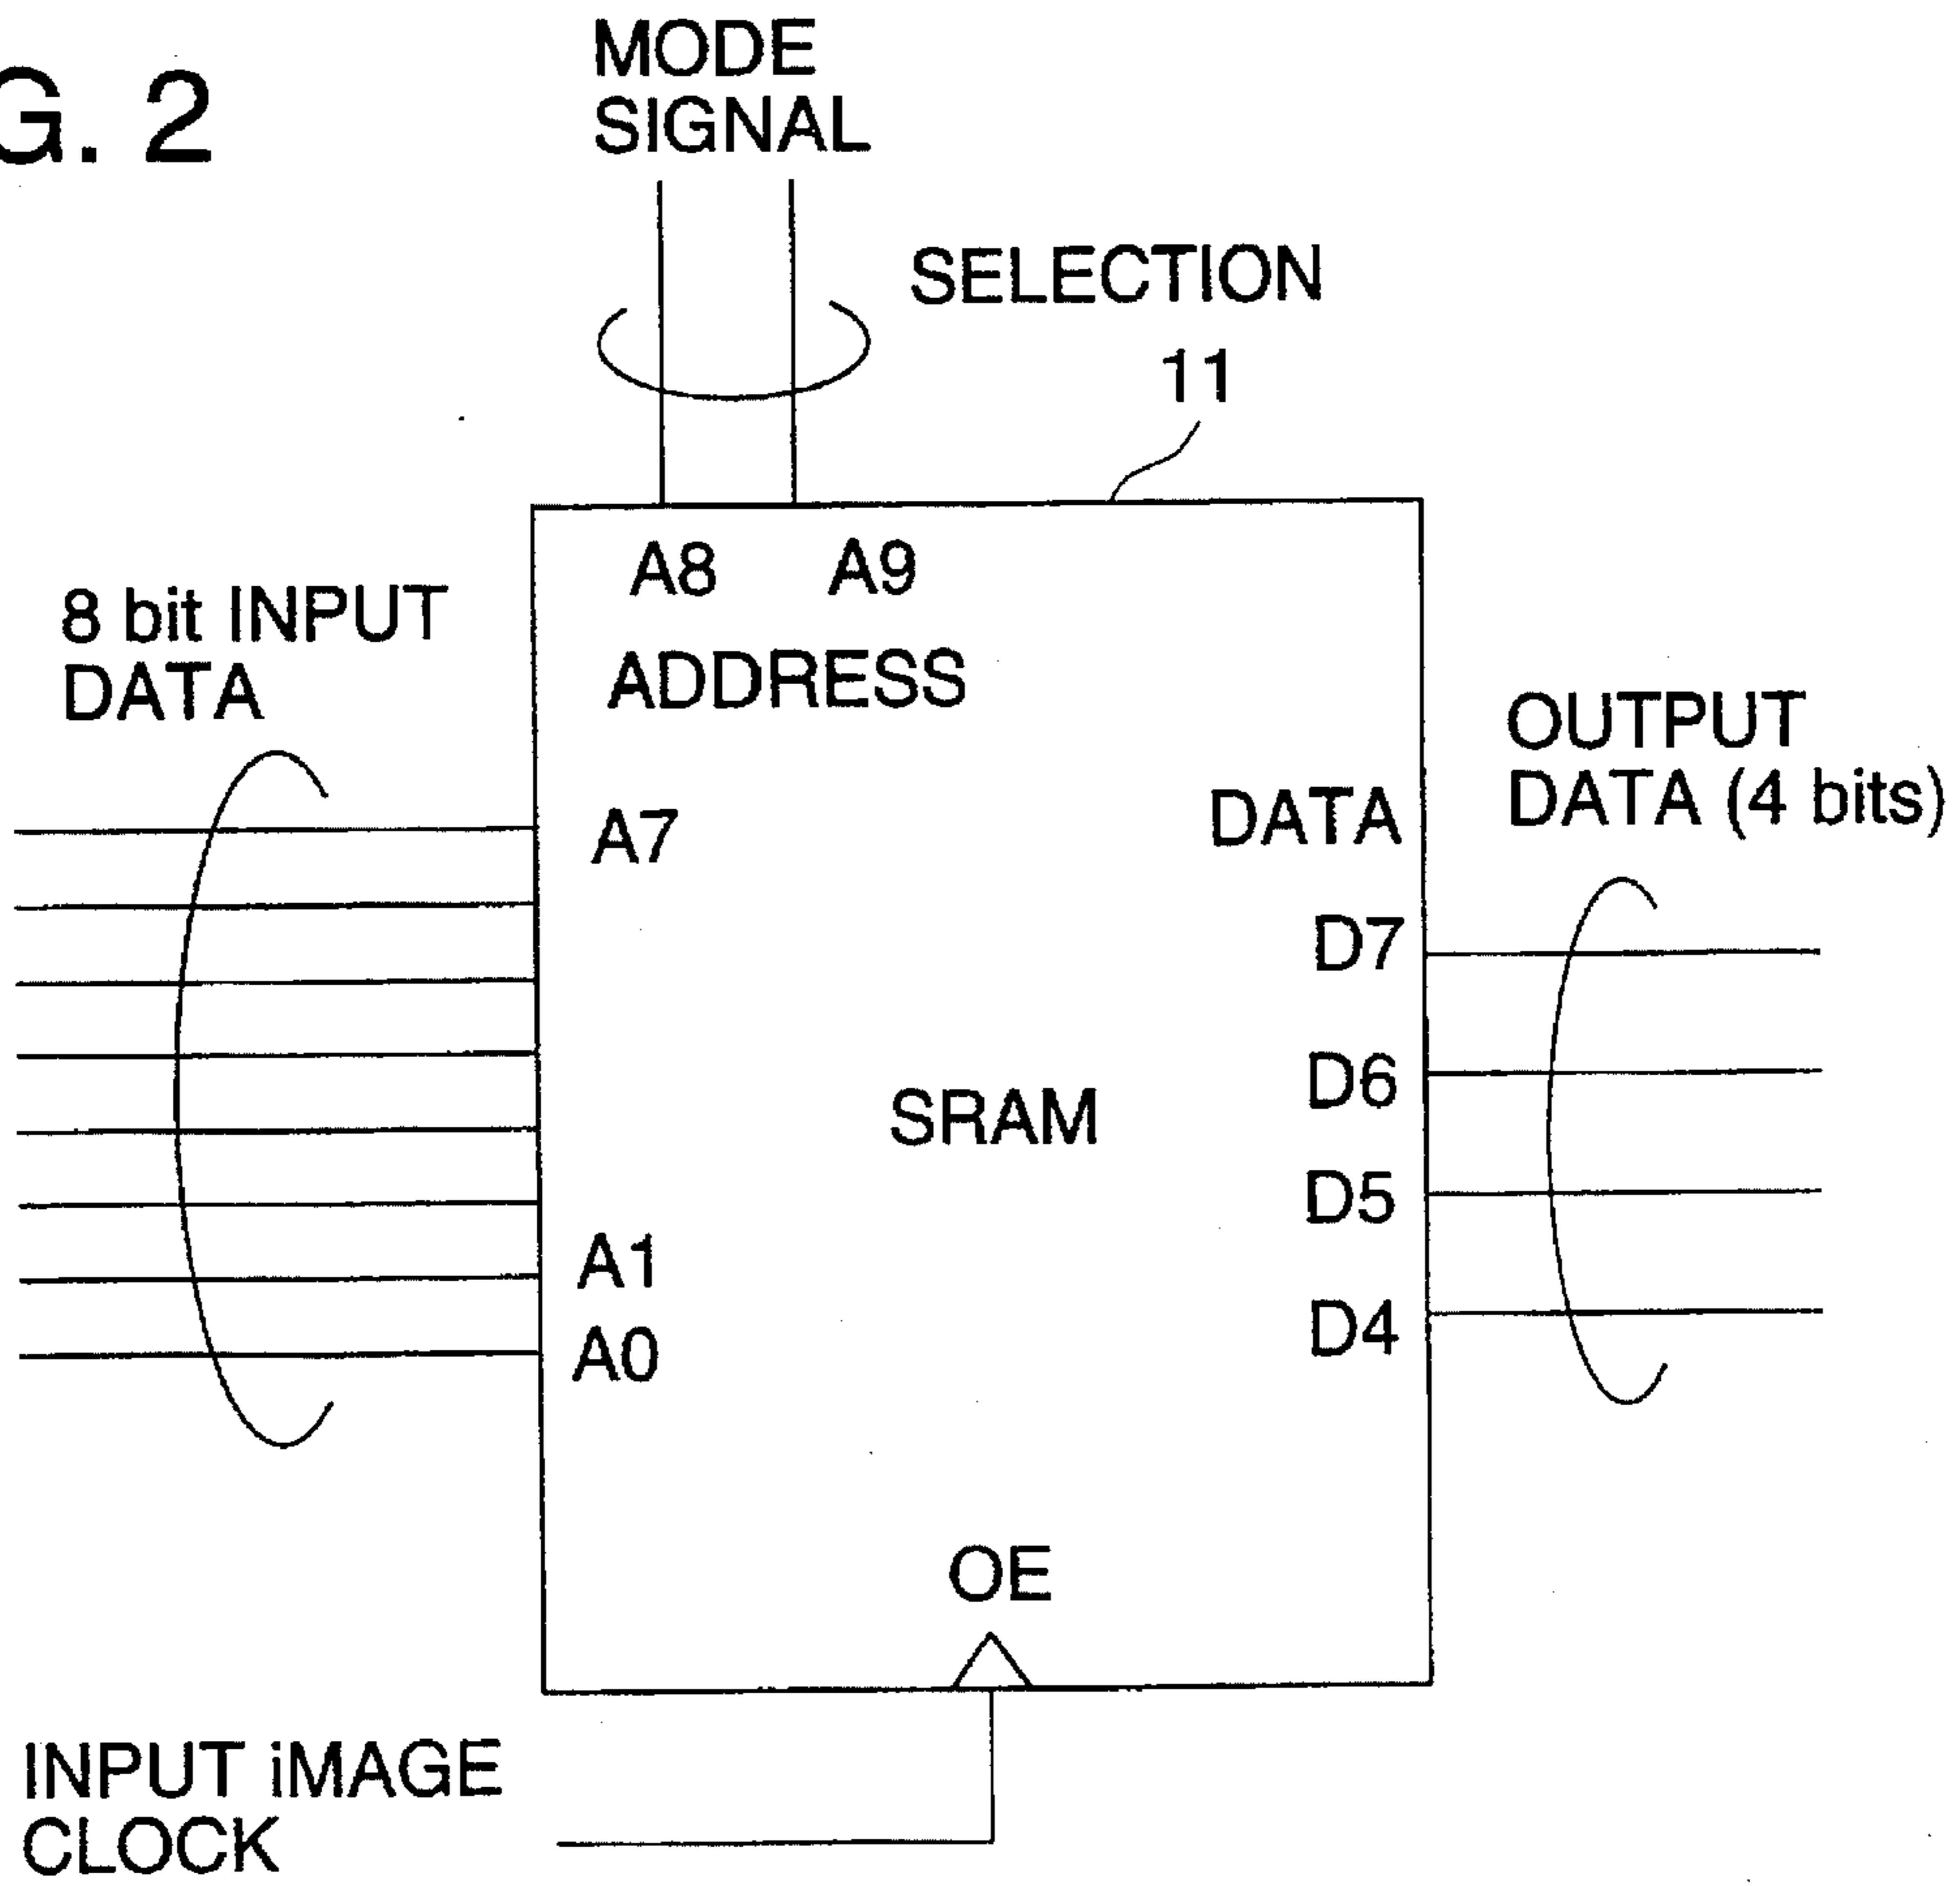 G. 2
MODE
SIGNAL
SELECTION
11
A8 A9
8 bit INPUT
DATA
ADDRESS
OUTPUT
DATA (4 bits)
DATA
A7
D7
D6
SRAM
D5
A1
D4
A0
OE
INPUT iMAGE
CLOCK